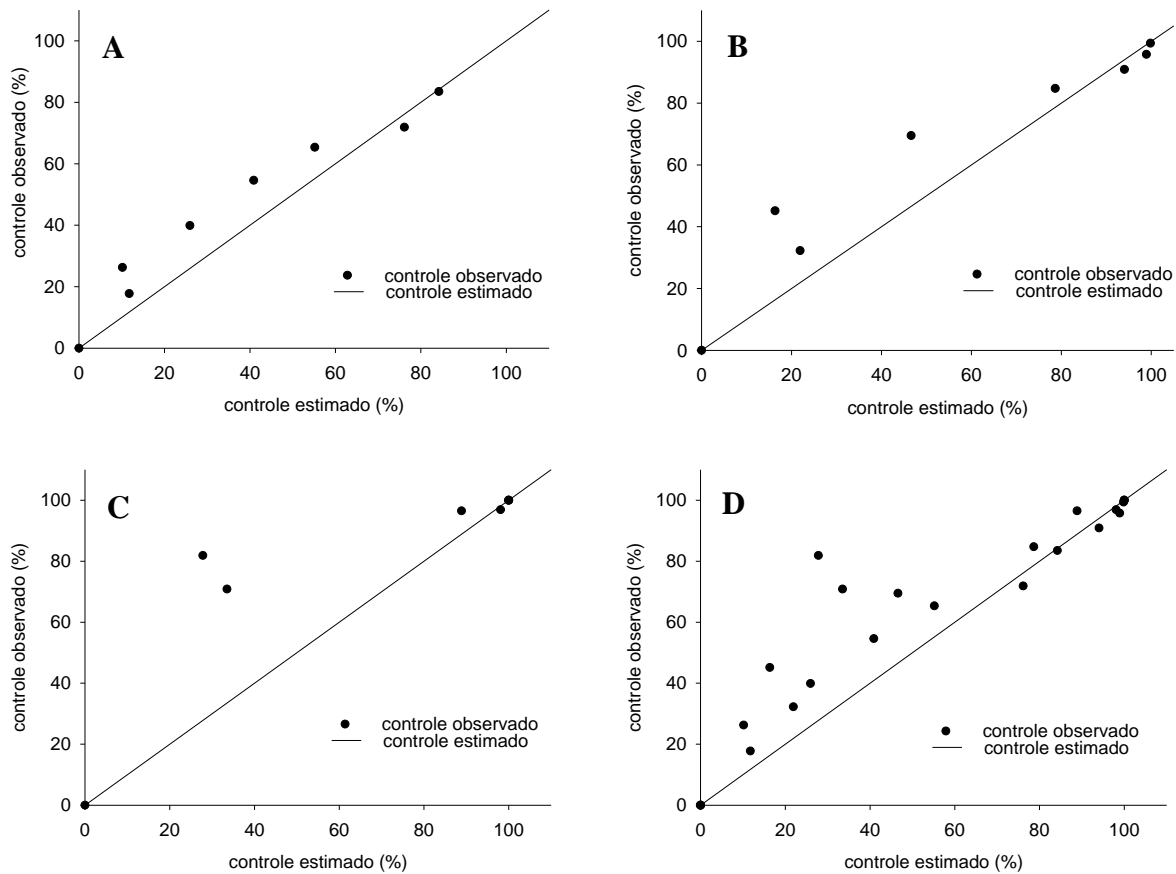 A
100
80
60
40
20
0
controle observado (%)
controle observado
controle estimado
0 20 40 60 80 100
controle estimado (%)
B
100
80
60
40
20
0
controle observado (%)
controle observado
controle estimado
0 20 40 60 80 100
controle estimado (%)
C
100
80
60
40
20
0
controle observado (%)
controle observado
controle estimado
0 20 40 60 80 100
controle estimado (%)
D
100
80
60
40
20
0
controle observado (%)
controle observado
controle estimado
0 20 40 60 80 100
controle estimado (%)